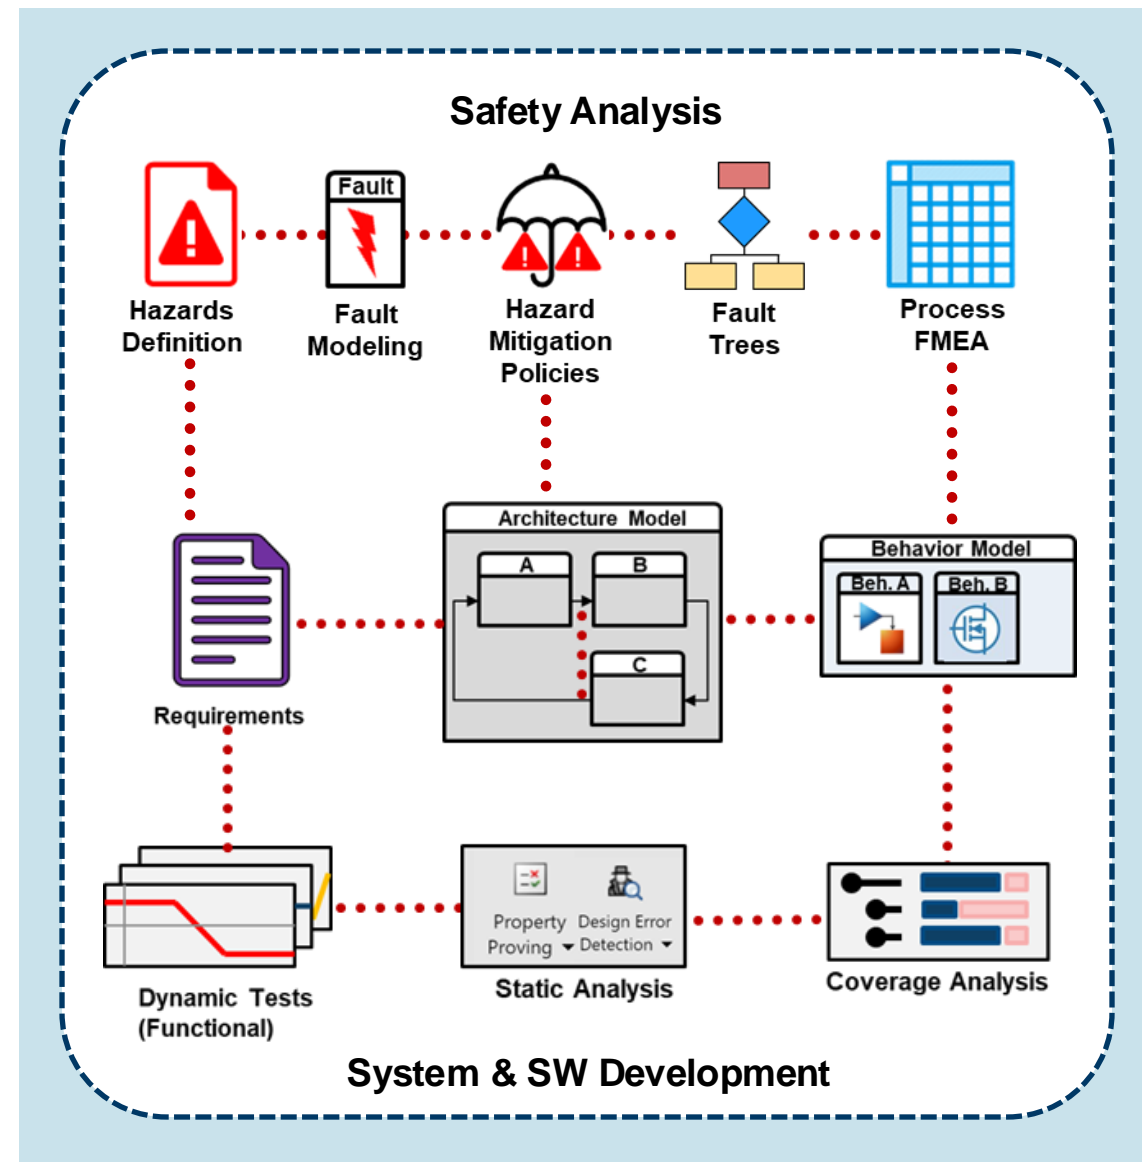 Safety Analysis
Fault
Hazards
Definition
Fault
Modeling
Hazard
Mitigation
Policies
Fault
Trees
Process
FMEA
Architecture Model
A
B
C
Behavior Model
Beh. A
Beh. B
Requirements
Property
Proving
Design Error
Detection
Dynamic Tests
(Functional)
Static Analysis
Coverage Analysis
System & SW Development